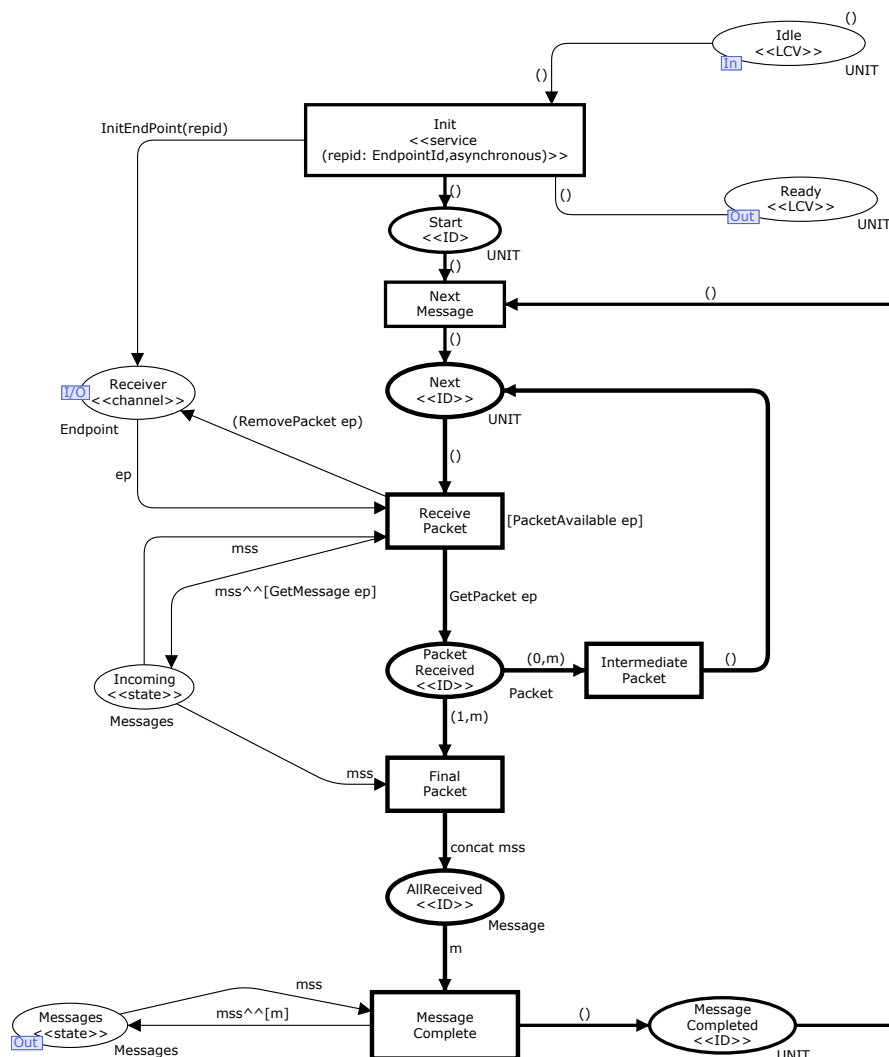 ()
Idle
<<LCV>>
In
UNIT
()
InitEndPoint(repid)
Init
<<service
(repid: EndpointId,asynchronous)>>
()
()
Ready
<<LCV>>
Out
UNIT
Start
<<ID>
UNIT
()
Next
Message
()
()
Receiver
<<channel>>
I/O
Endpoint
Next
<<ID>>
UNIT
(RemovePacket ep)
()
ep
Receive
Packet
[PacketAvailable ep]
mss
mss^^[GetMessage ep]
GetPacket ep
Packet
Received
<<ID>>
(0,m)
Packet
Intermediate
Packet
()
Incoming
<<state>>
Messages
(1,m)
mss
Final
Packet
concat mss
AllReceived
<<ID>>
Message
m
mss
Messages
<<state>>
Out
Messages
mss^^[m]
Message
Complete
()
Message
Completed
<<ID>>
UNIT